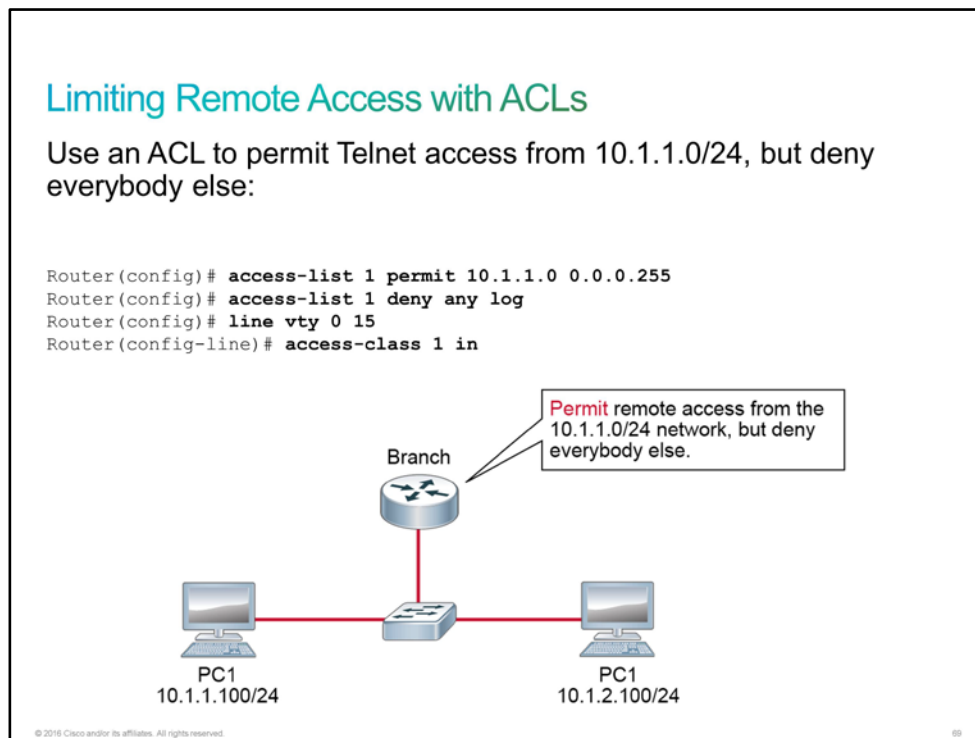 Limiting Remote Access with ACLs
Use an ACL to permit Telnet access from 10.1.1.0/24, but deny
everybody else:
Router(config)# access-list 1 permit 10.1.1.0 0.0.0.255
Router(config)# access-list 1 deny any log
Router(config)# line vty 0 15
Router(config-line)# access-class 1 in
Permit remote access from the
10.1.1.0/24 network, but deny
everybody else.
Branch
PC1
10.1.1.100/24
PC1
10.1.2.100/24
© 2016 Cisco and/or its affiliates. All rights reserved.
69